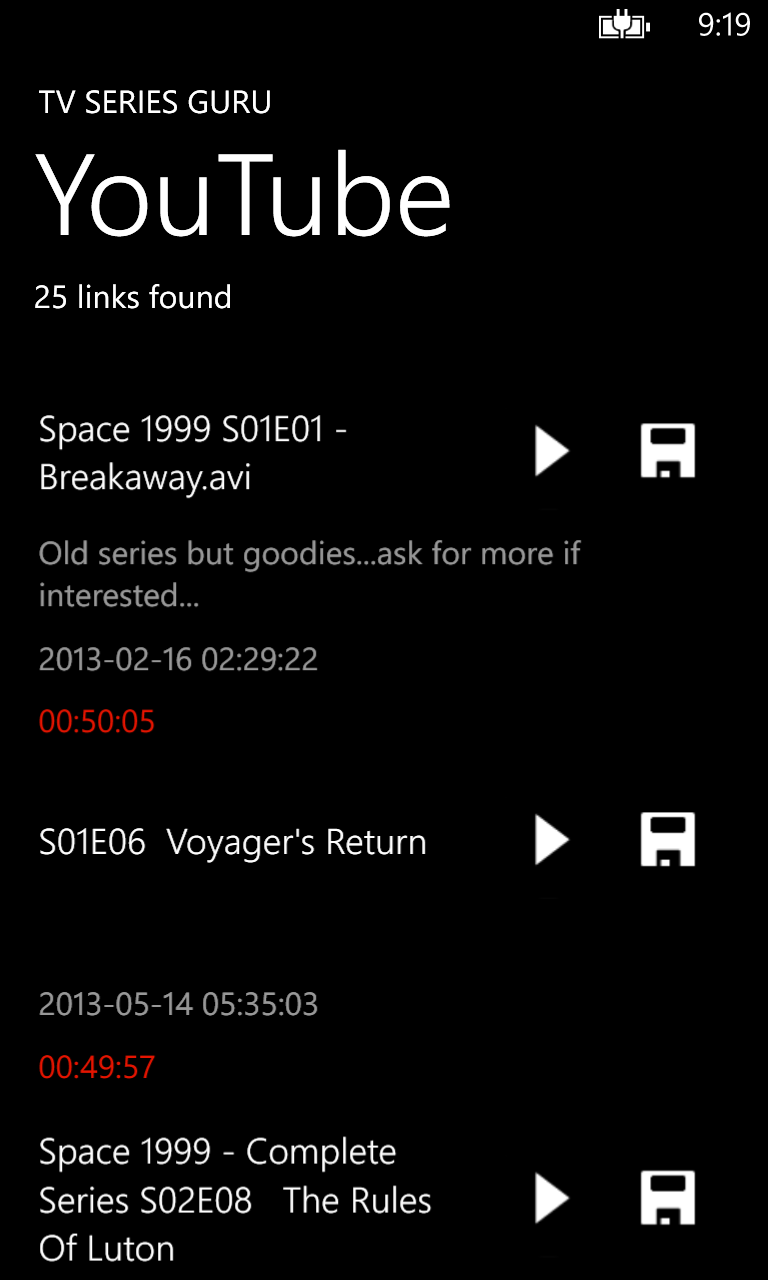 9:19
TV SERIES GURU
YouTube
25 links found
Space 1999 S01E01 -
Breakaway.avi
Old series but goodies...ask for more if
interested...
2013-02-16 02:29:22
00:50:05
S01E06  Voyager's Return
2013-05-14 05:35:03
00:49:57
Space 1999 - Complete
Series S02E08   The Rules
Of Luton